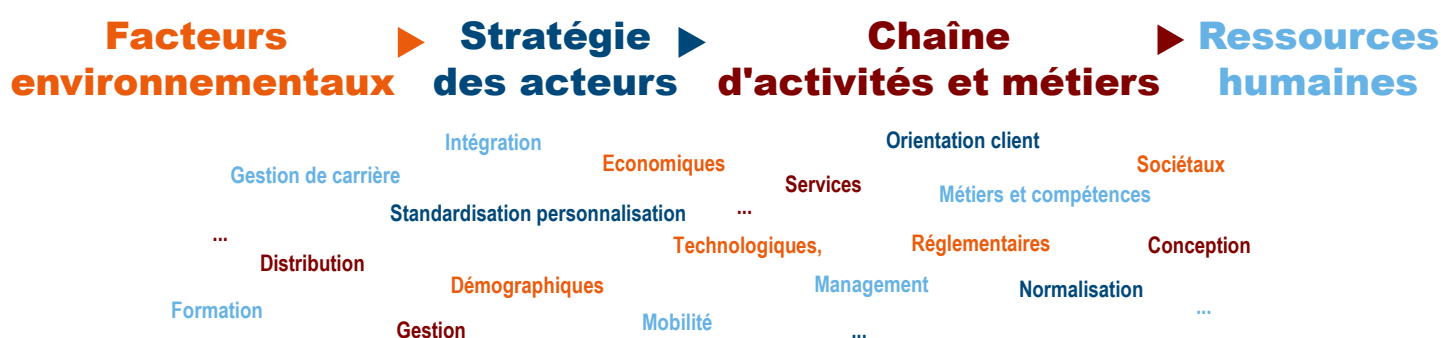 Facteurs
environnementaux
Stratégie
des acteurs
Chaîne
d'activités et métiers
Ressources
humaines
Intégration
Orientation client
Economiques
Sociétaux
Gestion de carrière
Services
Métiers et compétences
Standardisation personnalisation
...
...
Technologiques,
Réglementaires
Conception
Distribution
Démographiques
Management
Normalisation
Formation
...
Mobilité
Gestion
...